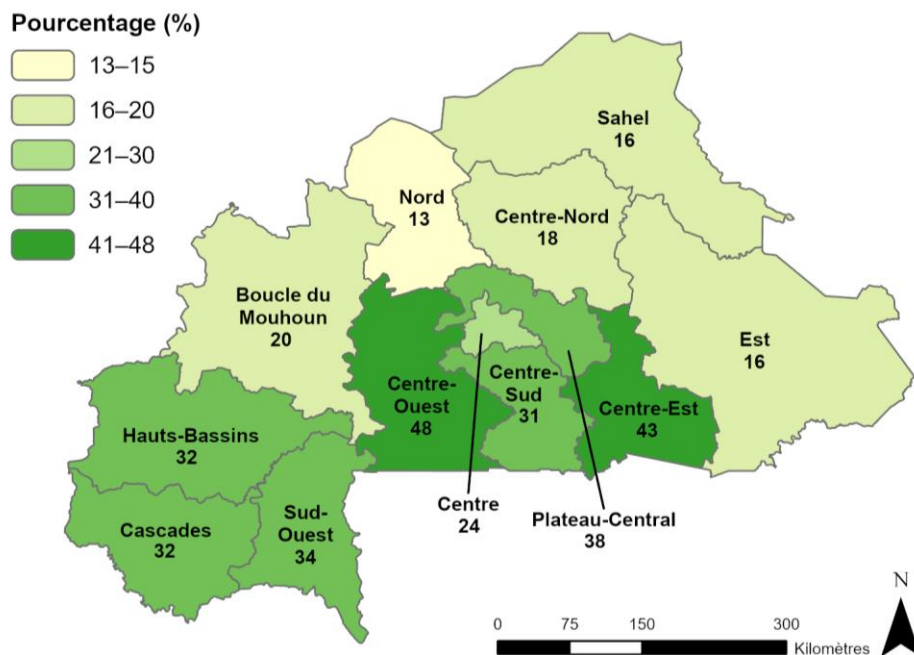 Pourcentage (%)
13–15
16–20
21–30
31–40
41–48
Sahel
16
Nord
13
Centre-Nord
18
Boucle du
Mouhoun
20
Est
16
Centre-
Ouest
48
Centre-
Sud
31
Centre-Est
43
Hauts-Bassins
32
Cascades
32
Sud-
Ouest
34
Centre
24
Plateau-Central
38
N
0 75 150 300
Kilomètres